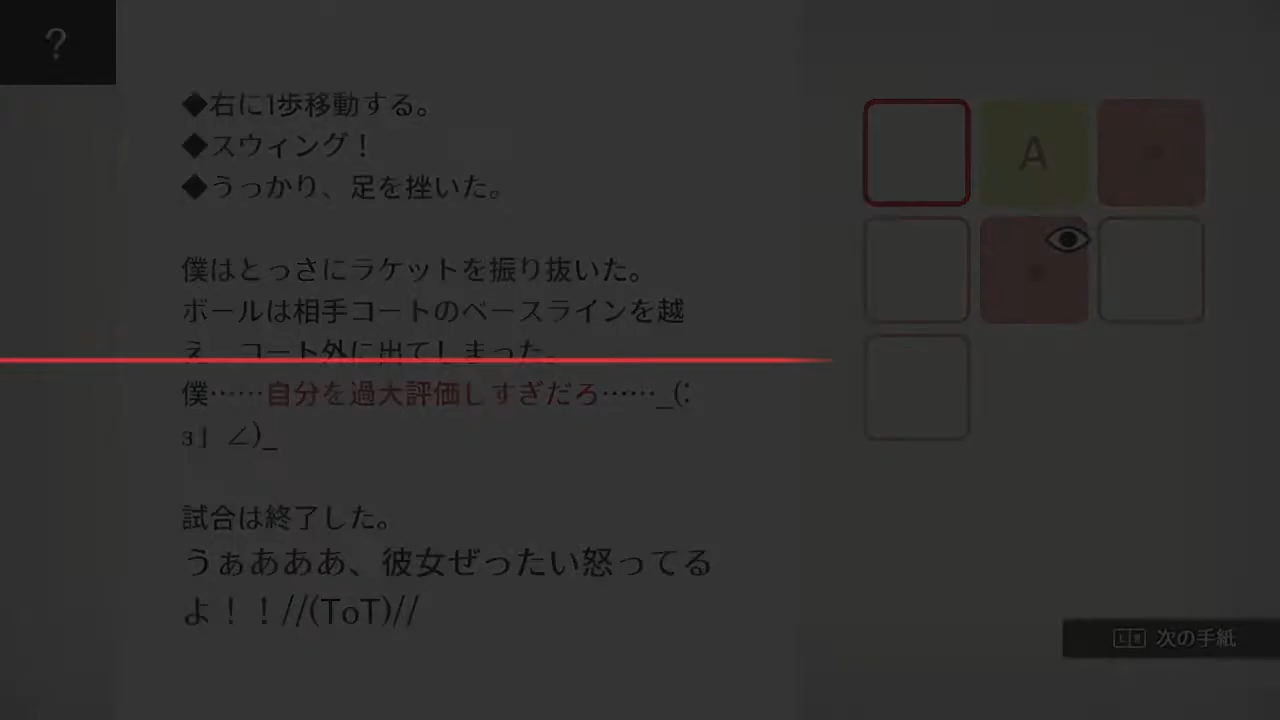 ?
◆右に1歩移動する。
◆スウィング！
◆うっかり、足を挫いた。
僕はとっさにラケットを振り抜いた。
ボールは相手コートのベースラインを越
え、コート外に出てしまった。
僕……自分を過大評価しすぎだろ……_(:
з」∠)_
試合は終了した。
うぁあああ、彼女ぜったい怒ってる
よ！！//(ToT)//
A
L R 次の手紙